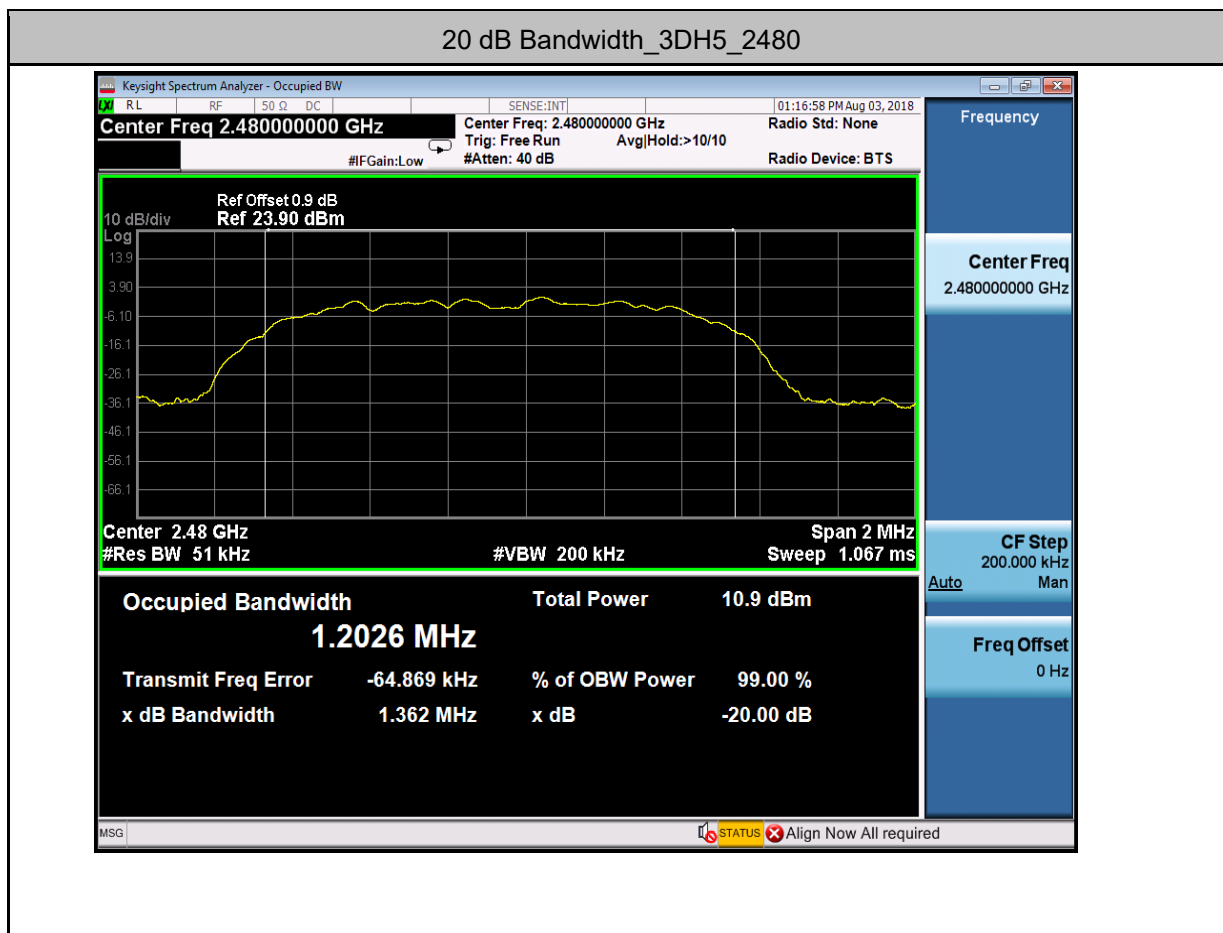 20 dB Bandwidth_3DH5_2480
Keysight Spectrum Analyzer - Occupied BW
LXI RL RF 50 Ω DC SENSE:INT 01:16:58 PM Aug 03, 2018
Center Freq 2.480000000 GHz Center Freq: 2.480000000 GHz Radio Std: None
Trig: Free Run Avg|Hold:>10/10
#IFGain:Low #Atten: 40 dB Radio Device: BTS
Ref Offset 0.9 dB
10 dB/div Ref 23.90 dBm
Log
13.9
3.90
-6.10
-16.1
-26.1
-36.1
-46.1
-56.1
-66.1
Center 2.48 GHz Span 2 MHz
#Res BW 51 kHz #VBW 200 kHz Sweep 1.067 ms
Occupied Bandwidth Total Power 10.9 dBm
1.2026 MHz
Transmit Freq Error -64.869 kHz % of OBW Power 99.00 %
x dB Bandwidth 1.362 MHz x dB -20.00 dB
Frequency
Center Freq
2.480000000 GHz
CF Step
200.000 kHz
Auto Man
Freq Offset
0 Hz
MSG STATUS Align Now All required